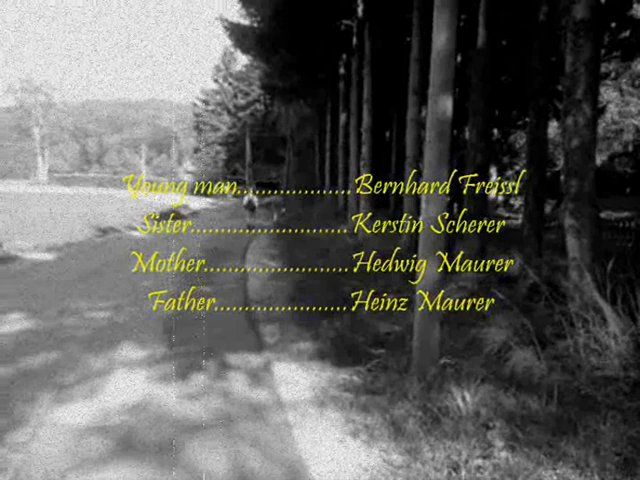 Young man...................Bernhard Freissl
Sister..........................Kerstin Scherer
Mother.........................Hedwig Maurer
Father......................Heinz Maurer